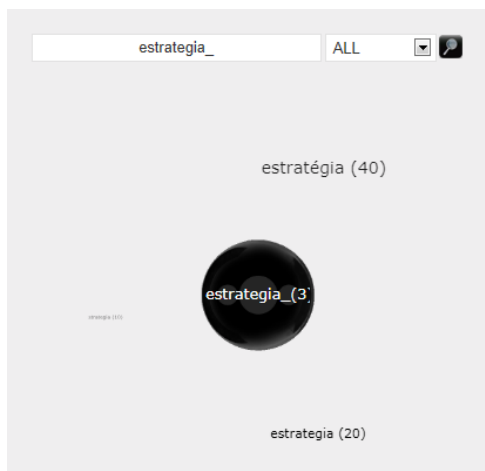 estrategia_
ALL
estratégia (40)
estrategia_(3)
estrategia (20)